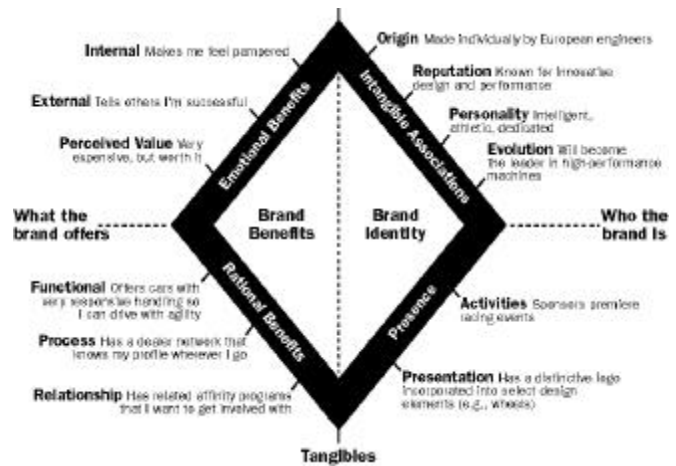 Internal Makes me feel pampered
External Tells others I'm successful
Perceived Value Very
expensive, but worth it
Emotional Benefits
Origin Made individually by European engineers
Reputation Known for innovative
design and performance
Personality Intelligent,
athletic, dedicated
Evolution Will become
the leader in high-performance
machines
Intangible Associations
What the
brand offers
Brand
Benefits
Brand
Identity
Who the
brand is
Functional Offers cars with
very responsive handling so
I can drive with agility
Process Has a dealer network that
knows my profile wherever I go
Relationship Has related affinity programs
that I want to get involved with
Rational Benefits
Presence
Activities Sponsors premiere
racing events
Presentation Has a distinctive logo
incorporated into select design
elements (e.g., wheels)
Tangibles